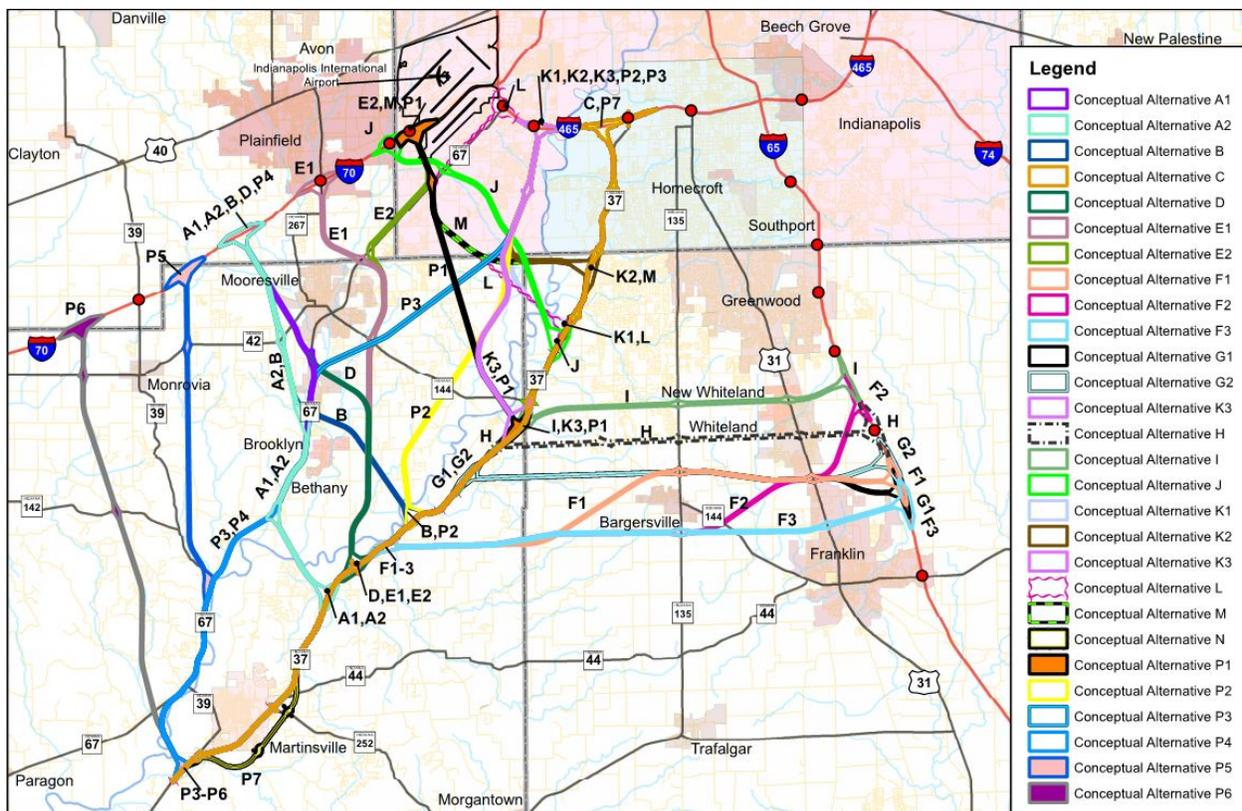 Danville
Beech Grove
New Palestine
Avon
Indianapolis International
Airport
E2,M,P1
L
K1,K2,K3,P2,P3
465
C,P7
465
Indianapolis
Plainfield
J
Clayton
40
70
67
65
74
E1
A1,A2,B,D,P4
J
Homecroft
37
135
Southport
39
267
E1
E2
M
P5
Mooresville
P1
L
K2,M
Greenwood
P6
P3
70
42
A2,B
K1,L
31
Monrovia
D
144
K3,P1
J
37
39
67
B
P2
I
New Whiteland
I
F2
Whiteland
I,K3,P1
H
H
H
Brooklyn
G2
A1,A2
G1,G2
F1
Bethany
G1
142
F1
F2
144
F3
P3,P4
B,P2
Bargersville
F3
Franklin
F1-3
D,E1,E2
A1,A2
67
135
44
37
44
44
31
39
67
Martinsville
252
Trafalgar
Paragon
P7
P3-P6
Morgantown
Legend
Conceptual Alternative A1
Conceptual Alternative A2
Conceptual Alternative B
Conceptual Alternative C
Conceptual Alternative D
Conceptual Alternative E1
Conceptual Alternative E2
Conceptual Alternative F1
Conceptual Alternative F2
Conceptual Alternative F3
Conceptual Alternative G1
Conceptual Alternative G2
Conceptual Alternative K3
Conceptual Alternative H
Conceptual Alternative I
Conceptual Alternative J
Conceptual Alternative K1
Conceptual Alternative K2
Conceptual Alternative K3
Conceptual Alternative L
Conceptual Alternative M
Conceptual Alternative N
Conceptual Alternative P1
Conceptual Alternative P2
Conceptual Alternative P3
Conceptual Alternative P4
Conceptual Alternative P5
Conceptual Alternative P6